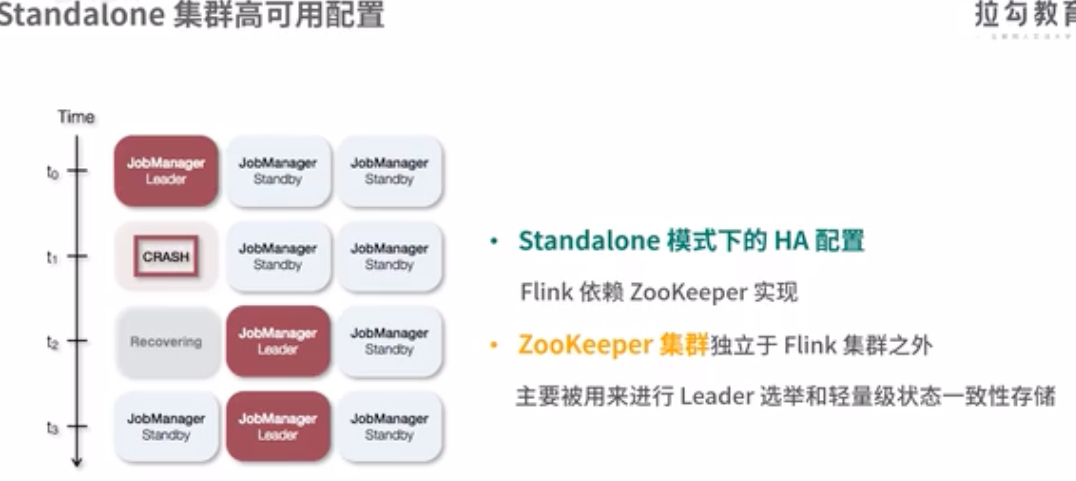 Standalone 集群高可用配置
拉勾教育
Time
t0
JobManager
Leader
JobManager
Standby
JobManager
Standby
t1
CRASH
JobManager
Standby
JobManager
Standby
t2
Recovering
JobManager
Leader
JobManager
Standby
t3
JobManager
Standby
JobManager
Leader
JobManager
Standby
• Standalone 模式下的 HA 配置
Flink 依赖 ZooKeeper 实现
• ZooKeeper 集群独立于 Flink 集群之外
主要被用来进行 Leader 选举和轻量级状态一致性存储